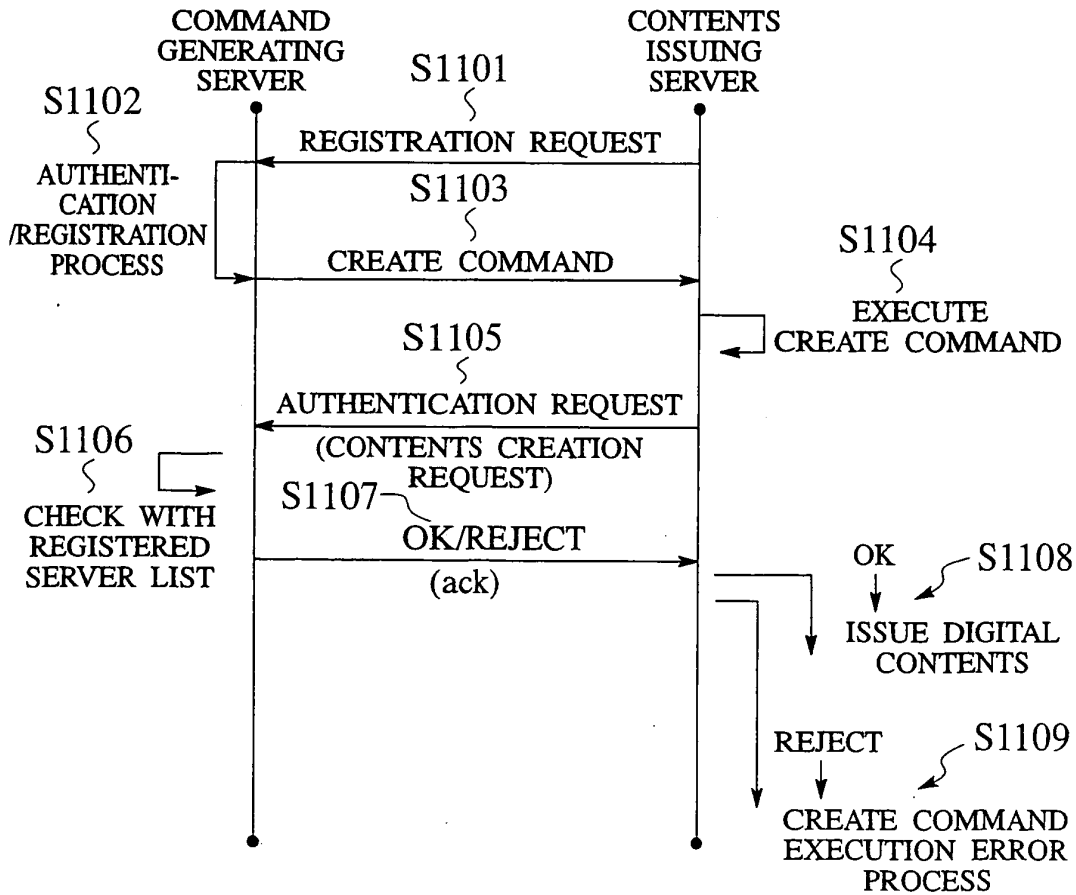 COMMAND
GENERATING
SERVER
CONTENTS
ISSUING
SERVER
S1101
REGISTRATION REQUEST
S1102
AUTHENTI-
CATION
/REGISTRATION
PROCESS
S1103
CREATE COMMAND
S1104
EXECUTE
CREATE COMMAND
S1105
AUTHENTICATION REQUEST
(CONTENTS CREATION
REQUEST)
S1106
CHECK WITH
REGISTERED
SERVER LIST
S1107
OK/REJECT
(ack)
OK
S1108
ISSUE DIGITAL
CONTENTS
REJECT
S1109
CREATE COMMAND
EXECUTION ERROR
PROCESS